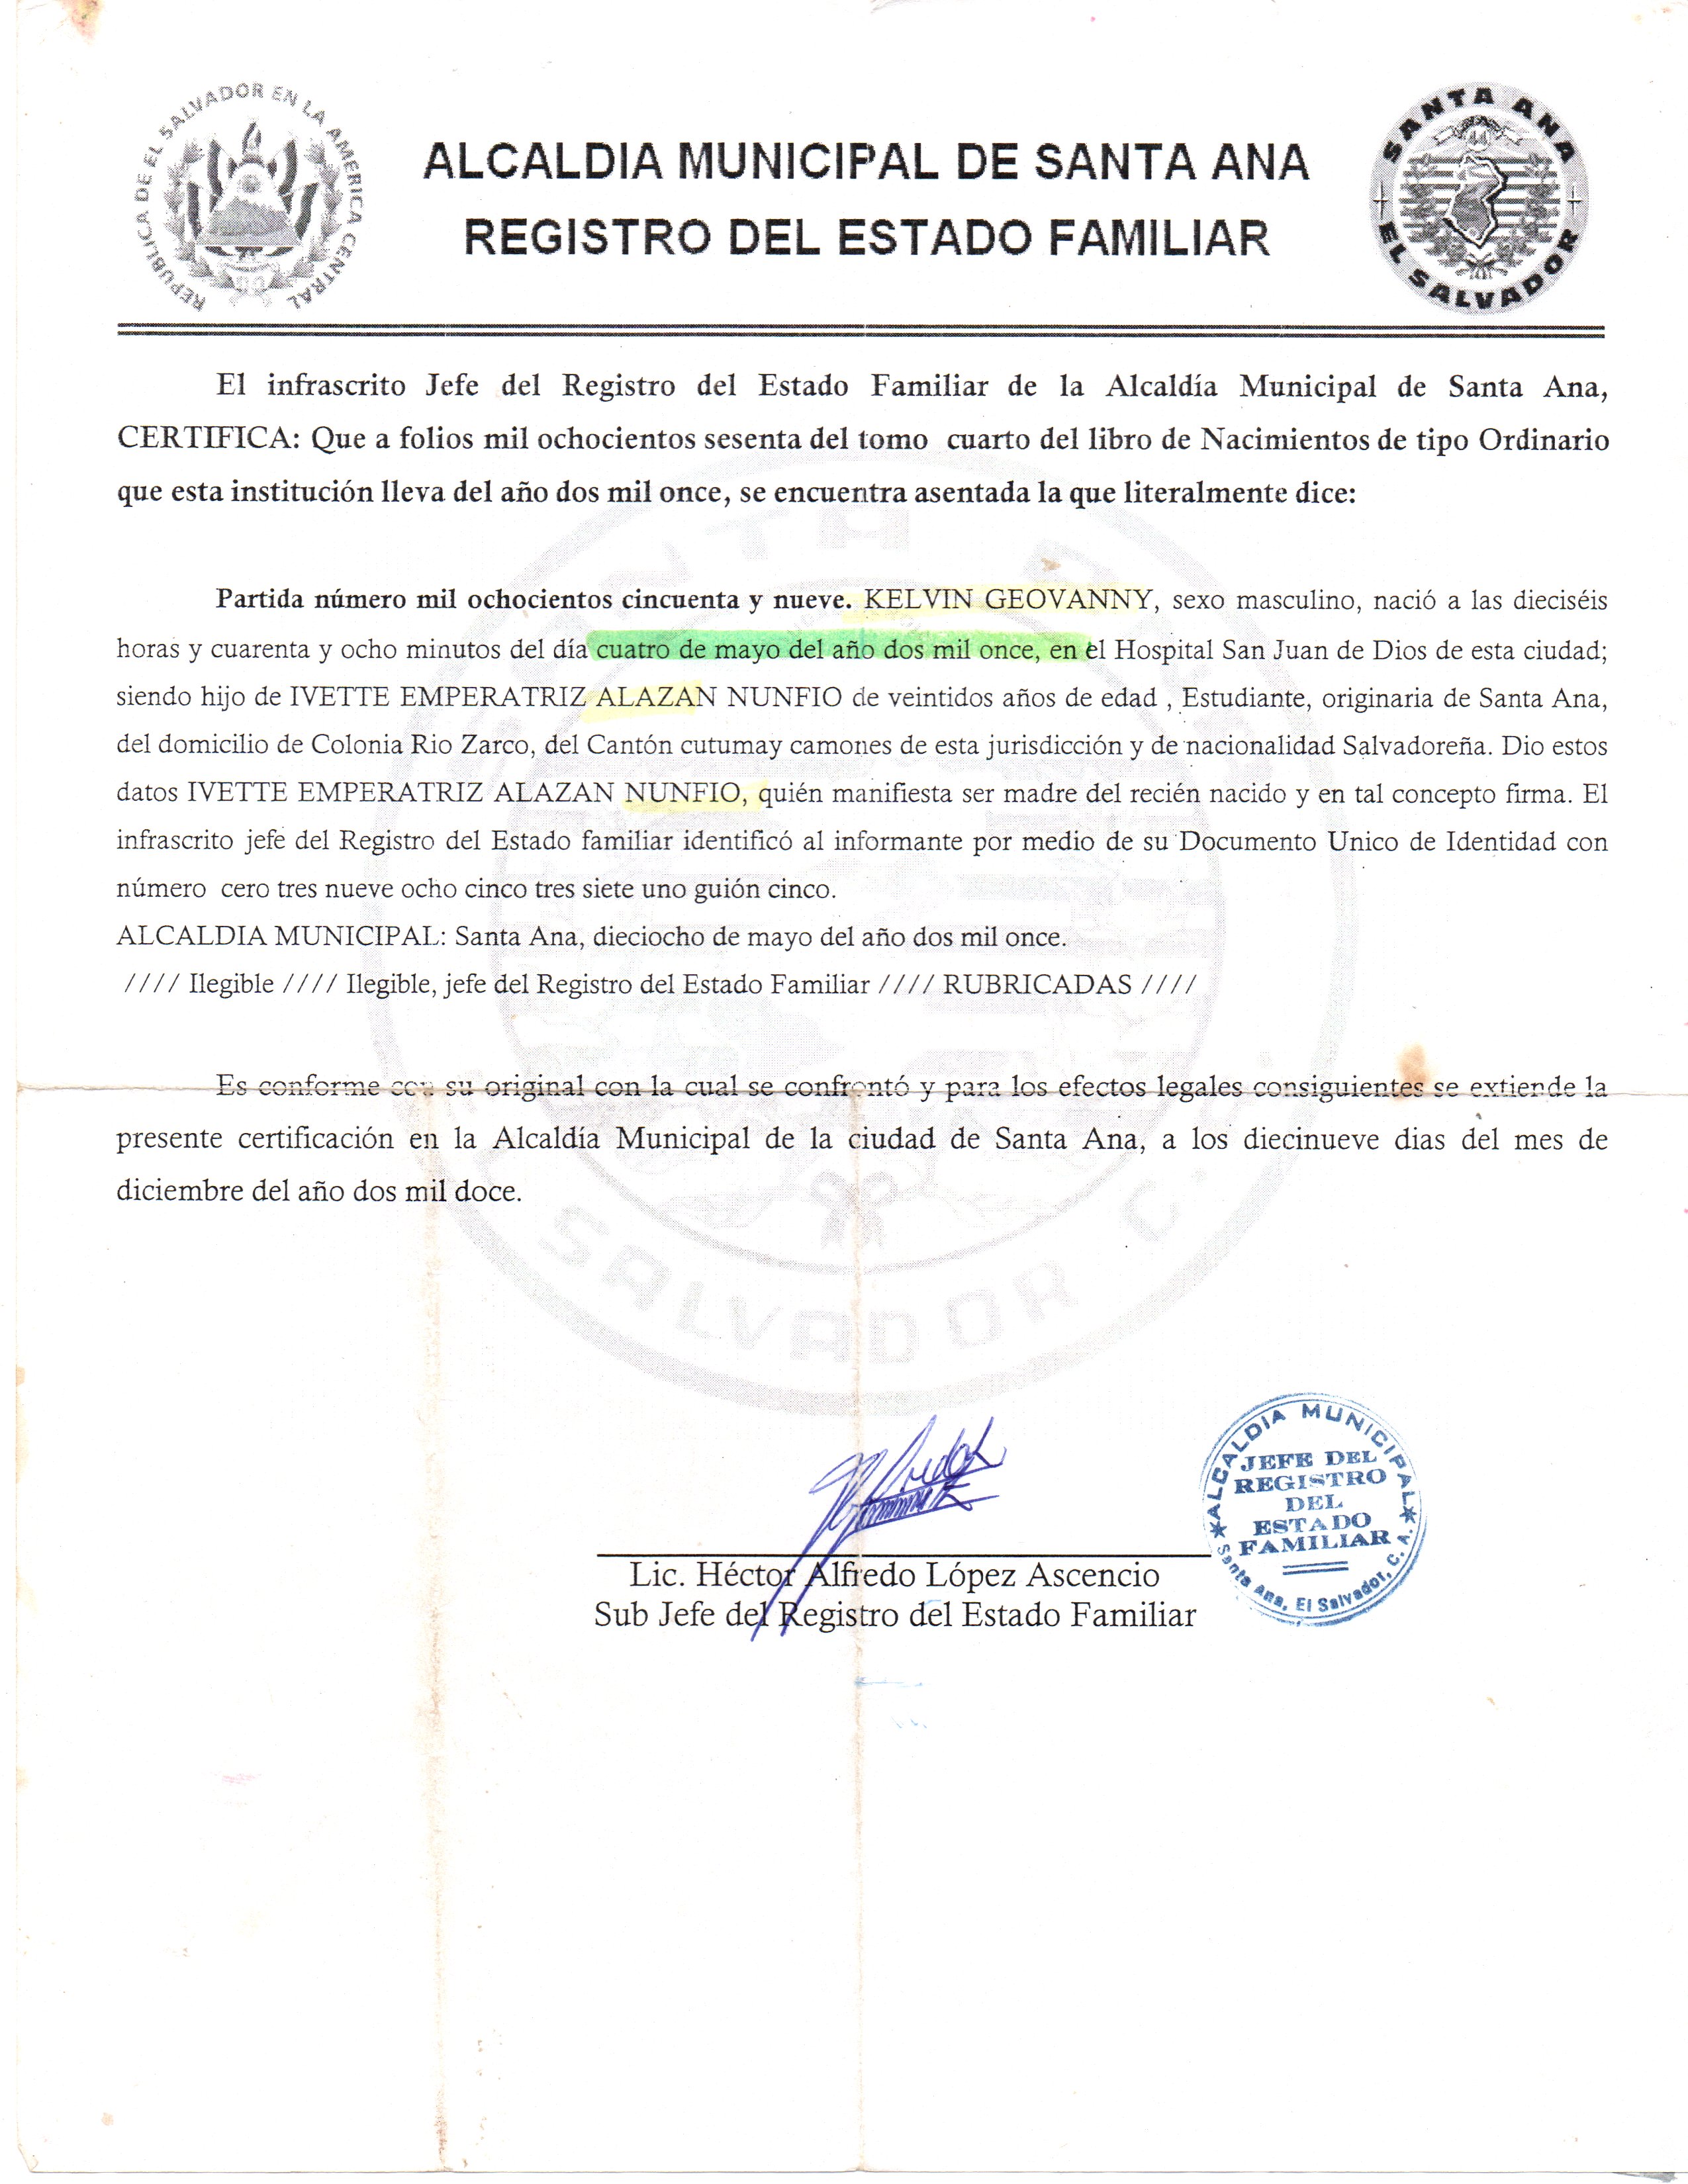 REPUBLICA DE EL SALVADOR EN LA AMERICA CENTRAL
ALCALDIA MUNICIPAL DE SANTA ANA
REGISTRO DEL ESTADO FAMILIAR
SANTA ANA
EL SALVADOR
El infrascrito Jefe del Registro del Estado Familiar de la Alcaldía Municipal de Santa Ana,
CERTIFICA: Que a folios mil ochocientos sesenta del tomo cuarto del libro de Nacimientos de tipo Ordinario
que esta institución lleva del año dos mil once, se encuentra asentada la que literalmente dice:
Partida número mil ochocientos cincuenta y nueve. KELVIN GEOVANNY, sexo masculino, nació a las dieciséis
horas y cuarenta y ocho minutos del día cuatro de mayo del año dos mil once, en el Hospital San Juan de Dios de esta ciudad;
siendo hijo de IVETTE EMPERATRIZ ALAZAN NUNFIO de veintidos años de edad , Estudiante, originaria de Santa Ana,
del domicilio de Colonia Rio Zarco, del Cantón cutumay camones de esta jurisdicción y de nacionalidad Salvadoreña. Dio estos
datos IVETTE EMPERATRIZ ALAZAN NUNFIO, quién manifiesta ser madre del recién nacido y en tal concepto firma. El
infrascrito jefe del Registro del Estado familiar identificó al informante por medio de su Documento Unico de Identidad con
número cero tres nueve ocho cinco tres siete uno guión cinco.
ALCALDIA MUNICIPAL: Santa Ana, dieciocho de mayo del año dos mil once.
//// Ilegible //// Ilegible, jefe del Registro del Estado Familiar //// RUBRICADAS ////
Es conforme con su original con la cual se confrontó y para los efectos legales consiguientes se extiende la
presente certificación en la Alcaldía Municipal de la ciudad de Santa Ana, a los diecinueve dias del mes de
diciembre del año dos mil doce.
SANTA ANA
EL SALVADOR C.A.
ALCALDIA MUNICIPAL
JEFE DEL
REGISTRO
DEL
ESTADO
FAMILIAR
Santa Ana, El Salvador, C. A.
Lic. Héctor Alfredo López Ascencio
Sub Jefe del Registro del Estado Familiar